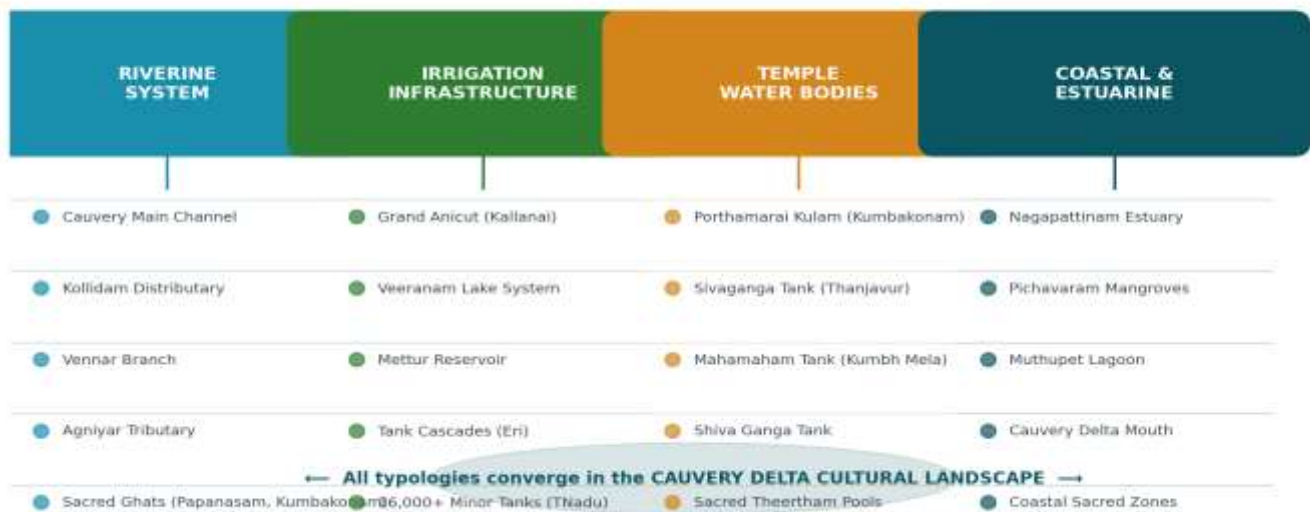 RIVERINE
SYSTEM
IRRIGATION
INFRASTRUCTURE
TEMPLE
WATER BODIES
COASTAL &
ESTUARINE
Cauvery Main Channel
Grand Anicut (Kallanai)
Porthamarai Kulam (Kumbakonam)
Nagapattinam Estuary
Kollidam Distributary
Veeranam Lake System
Sivaganga Tank (Thanjavur)
Pichavaram Mangroves
Vennar Branch
Mettur Reservoir
Mahamaham Tank (Kumbh Mela)
Muthupet Lagoon
Agniyar Tributary
Tank Cascades (Eri)
Shiva Ganga Tank
Cauvery Delta Mouth
← All typologies converge in the CAUVERY DELTA CULTURAL LANDSCAPE →
Sacred Ghats (Papanasam, Kumbakonam)
36,000+ Minor Tanks (TNadu)
Sacred Theertham Pools
Coastal Sacred Zones